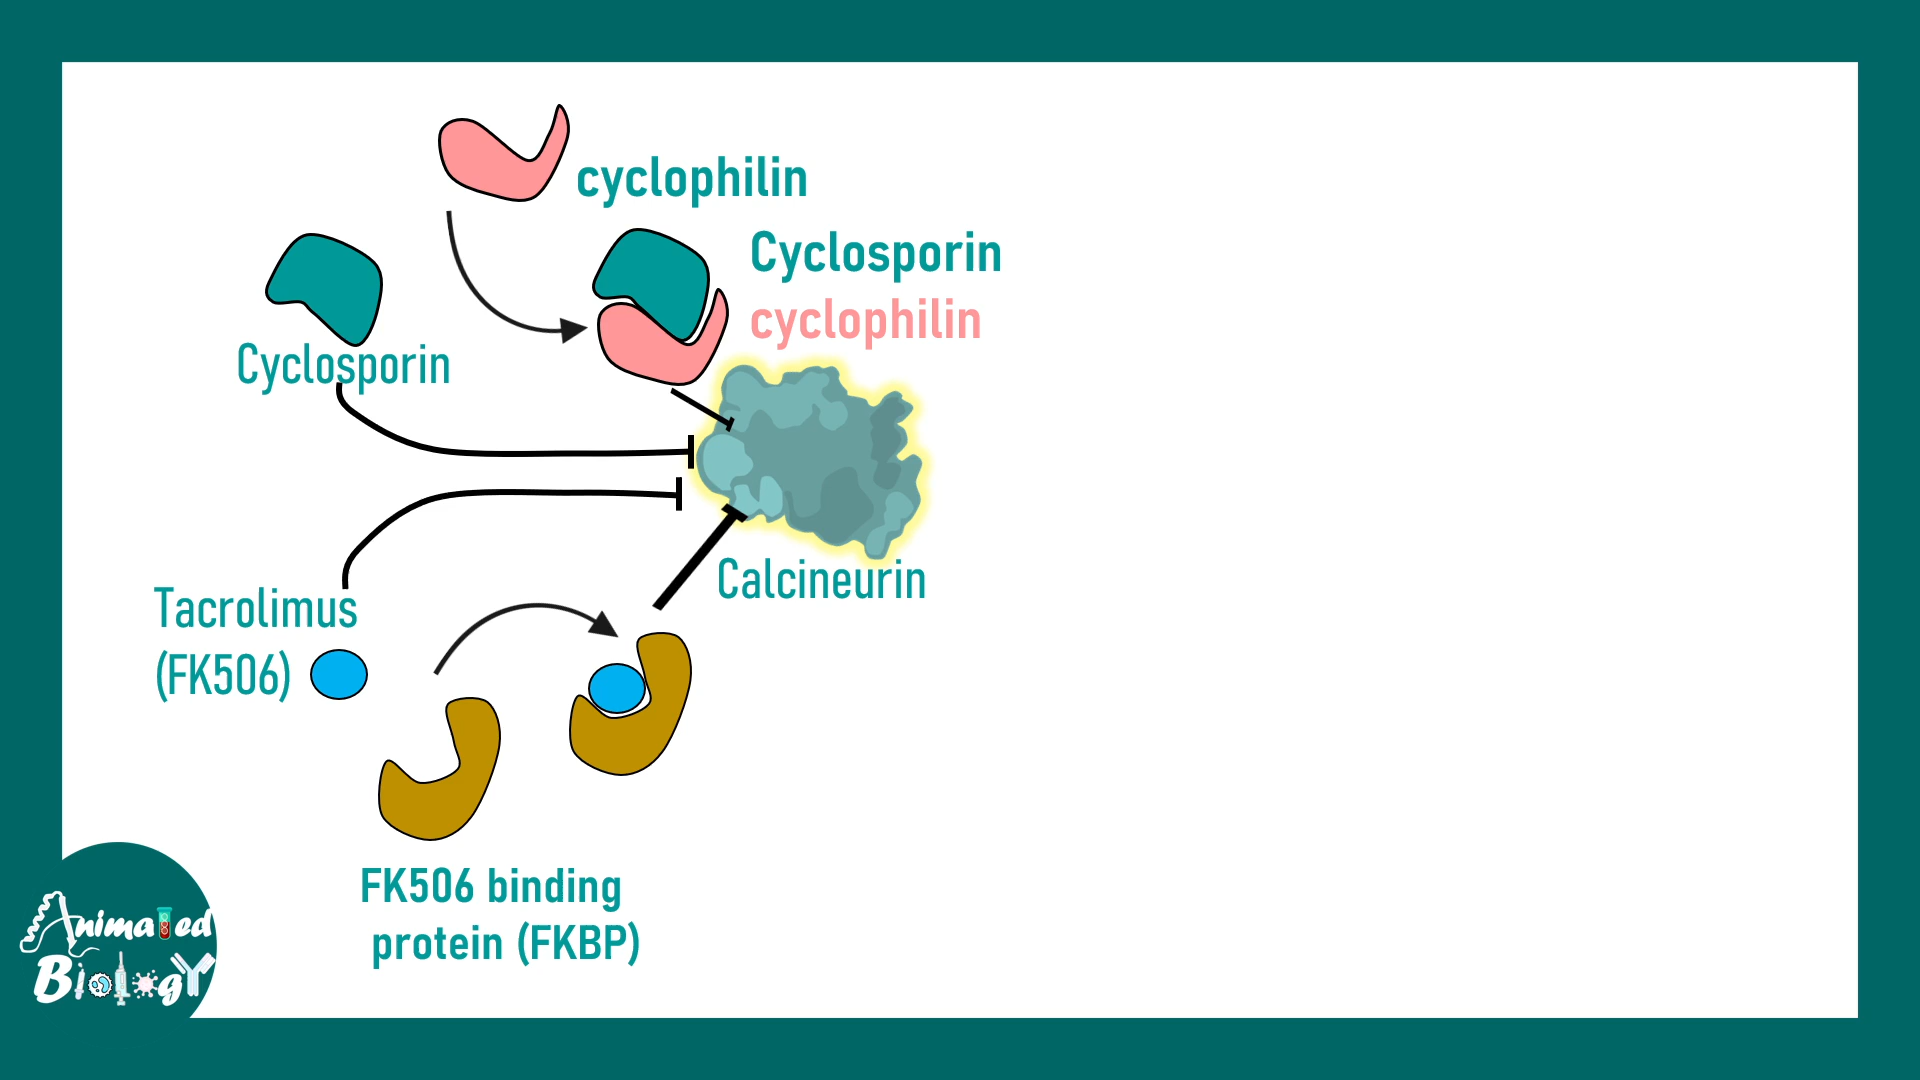 cyclophilin
Cyclosporin
cyclophilin
Cyclosporin
Calcineurin
Tacrolimus
(FK506)
FK506 binding
protein (FKBP)
Animated
Biology